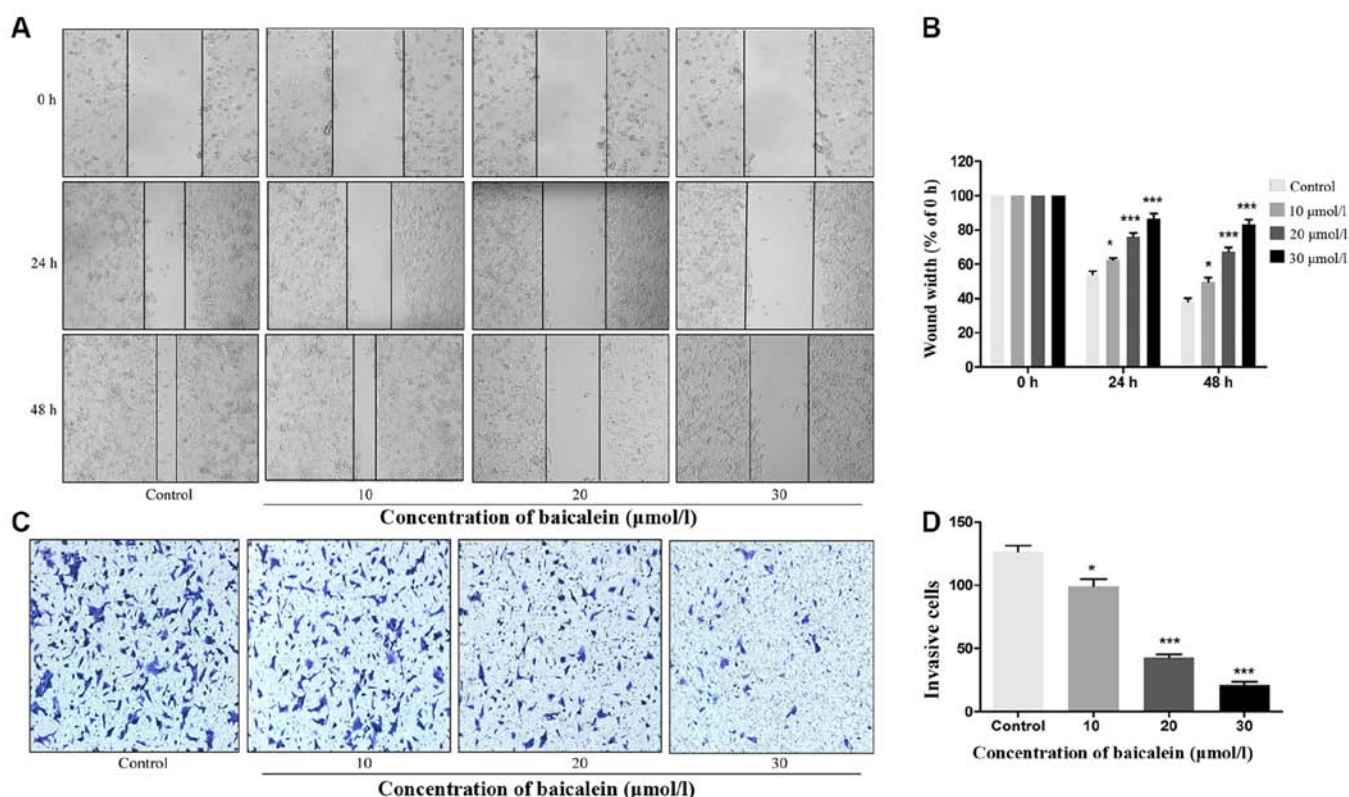 A
0 h
24 h
48 h
Control
10
20
30
Concentration of baicalein (µmol/l)
B
Wound width (% of 0 h)
120
100
80
60
40
20
0
* *** ***
* *** ***
0 h
24 h
48 h
Control
10 µmol/l
20 µmol/l
30 µmol/l
C
Control
10
20
30
Concentration of baicalein (µmol/l)
D
Invasive cells
150
100
50
0
*
***
***
Control
10
20
30
Concentration of baicalein (µmol/l)